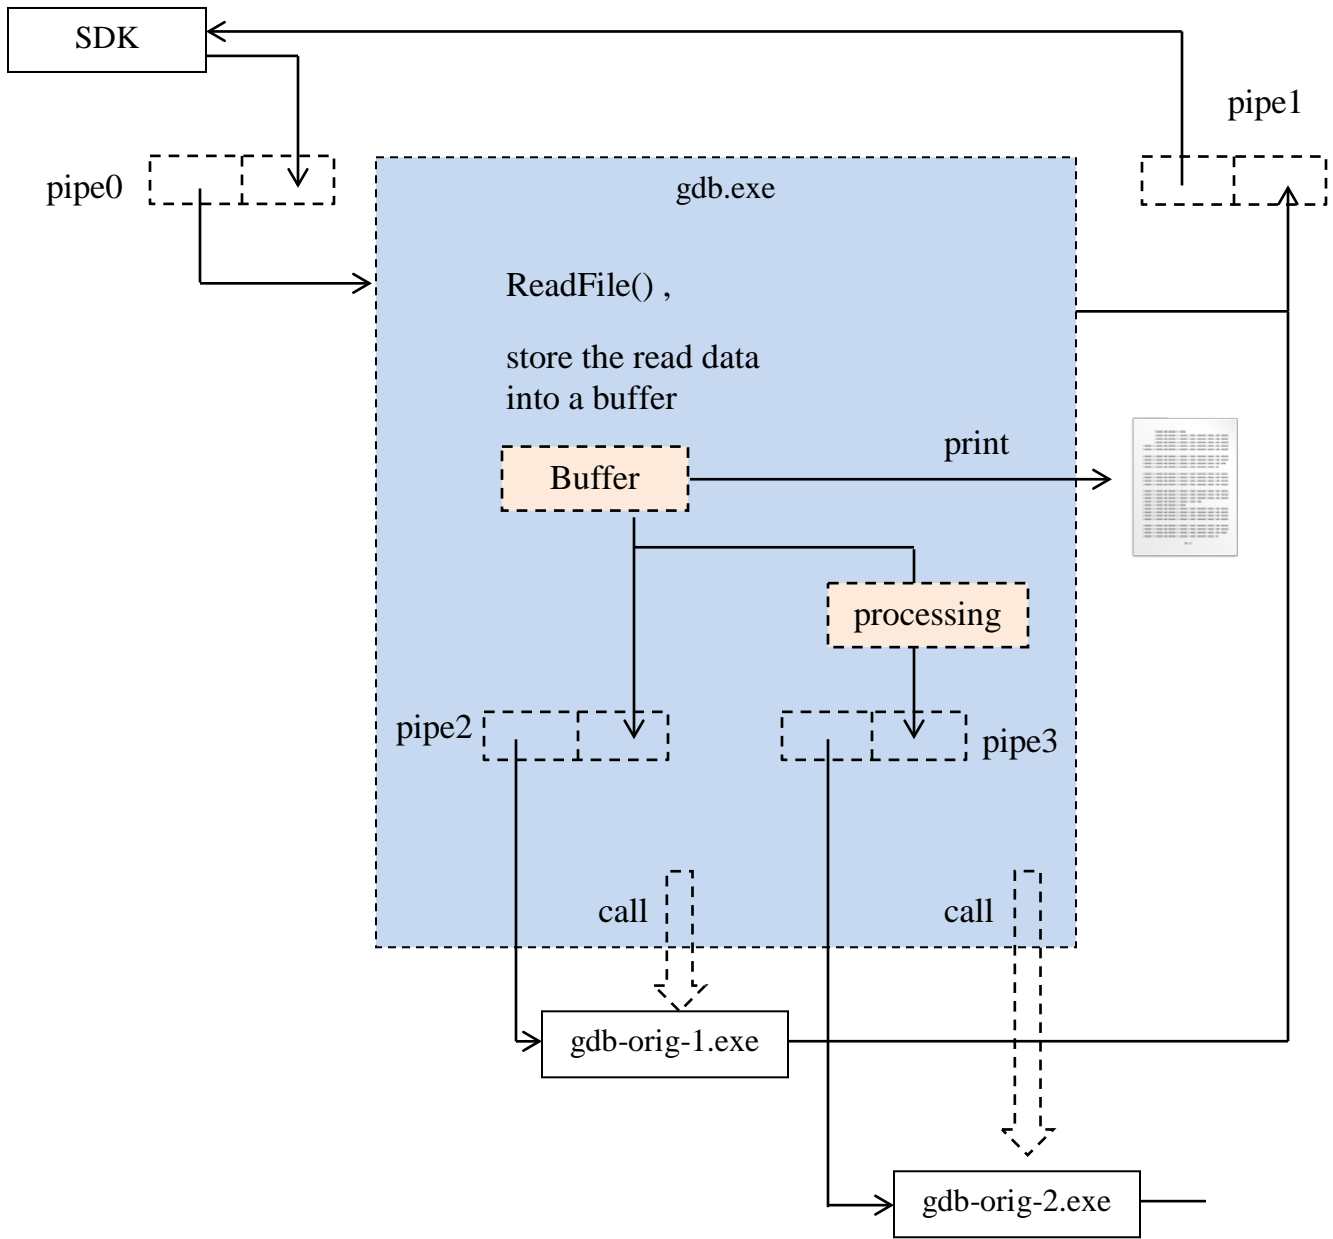 SDK
pipe1
pipe0
gdb.exe
ReadFile() ,
store the read data
into a buffer
print
Buffer
processing
pipe2
pipe3
call
call
gdb-orig-1.exe
gdb-orig-2.exe